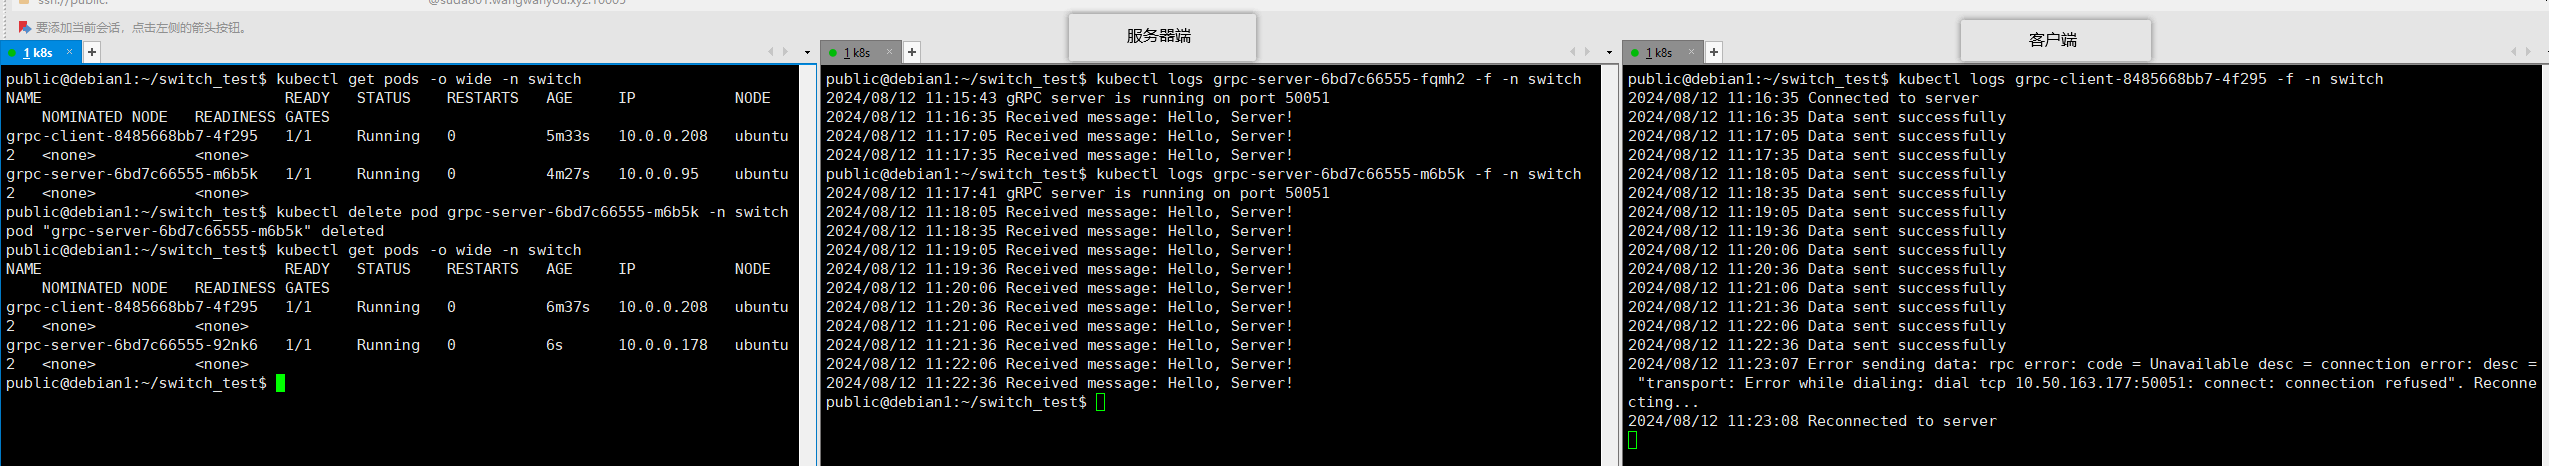 要添加当前会话，点击左侧的箭头按钮。
1 k8s
public@debian1:~/switch_test$ kubectl get pods -o wide -n switch
NAME READY STATUS RESTARTS AGE IP NODE
NOMINATED NODE READINESS GATES
grpc-client-8485668bb7-4f295 1/1 Running 0 5m33s 10.0.0.208 ubuntu
2 <none> <none>
grpc-server-6bd7c66555-m6b5k 1/1 Running 0 4m27s 10.0.0.95 ubuntu
2 <none> <none>
public@debian1:~/switch_test$ kubectl delete pod grpc-server-6bd7c66555-m6b5k -n switch
pod "grpc-server-6bd7c66555-m6b5k" deleted
public@debian1:~/switch_test$ kubectl get pods -o wide -n switch
NAME READY STATUS RESTARTS AGE IP NODE
NOMINATED NODE READINESS GATES
grpc-client-8485668bb7-4f295 1/1 Running 0 6m37s 10.0.0.208 ubuntu
2 <none> <none>
grpc-server-6bd7c66555-92nk6 1/1 Running 0 6s 10.0.0.178 ubuntu
2 <none> <none>
public@debian1:~/switch_test$
服务器端
1 k8s
public@debian1:~/switch_test$ kubectl logs grpc-server-6bd7c66555-fqmh2 -f -n switch
2024/08/12 11:15:43 gRPC server is running on port 50051
2024/08/12 11:16:35 Received message: Hello, Server!
2024/08/12 11:17:05 Received message: Hello, Server!
2024/08/12 11:17:35 Received message: Hello, Server!
public@debian1:~/switch_test$ kubectl logs grpc-server-6bd7c66555-m6b5k -f -n switch
2024/08/12 11:17:41 gRPC server is running on port 50051
2024/08/12 11:18:05 Received message: Hello, Server!
2024/08/12 11:18:35 Received message: Hello, Server!
2024/08/12 11:19:05 Received message: Hello, Server!
2024/08/12 11:19:36 Received message: Hello, Server!
2024/08/12 11:20:06 Received message: Hello, Server!
2024/08/12 11:20:36 Received message: Hello, Server!
2024/08/12 11:21:06 Received message: Hello, Server!
2024/08/12 11:21:36 Received message: Hello, Server!
2024/08/12 11:22:06 Received message: Hello, Server!
2024/08/12 11:22:36 Received message: Hello, Server!
public@debian1:~/switch_test$
客户端
1 k8s
public@debian1:~/switch_test$ kubectl logs grpc-client-8485668bb7-4f295 -f -n switch
2024/08/12 11:16:35 Connected to server
2024/08/12 11:16:35 Data sent successfully
2024/08/12 11:17:05 Data sent successfully
2024/08/12 11:17:35 Data sent successfully
2024/08/12 11:18:05 Data sent successfully
2024/08/12 11:18:35 Data sent successfully
2024/08/12 11:19:05 Data sent successfully
2024/08/12 11:19:36 Data sent successfully
2024/08/12 11:20:06 Data sent successfully
2024/08/12 11:20:36 Data sent successfully
2024/08/12 11:21:06 Data sent successfully
2024/08/12 11:21:36 Data sent successfully
2024/08/12 11:22:06 Data sent successfully
2024/08/12 11:22:36 Data sent successfully
2024/08/12 11:23:07 Error sending data: rpc error: code = Unavailable desc = connection error: desc =
"transport: Error while dialing: dial tcp 10.50.163.177:50051: connect: connection refused". Reconne
cting...
2024/08/12 11:23:08 Reconnected to server